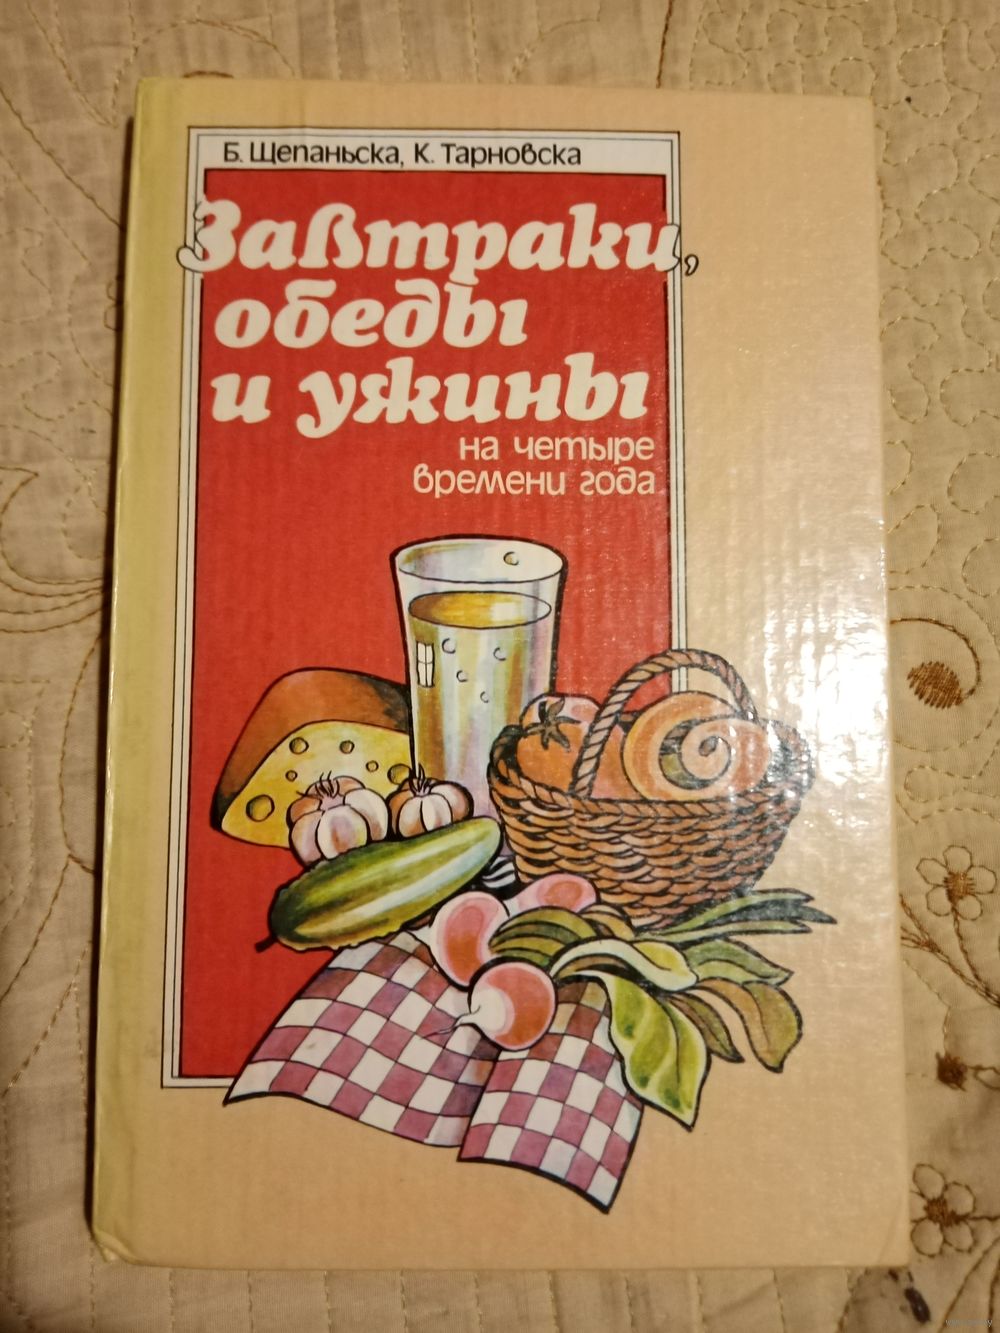 Б. Щепаньска, К. Тарновска
Завтраки,
обеды
и ужины
на четыре
времени года